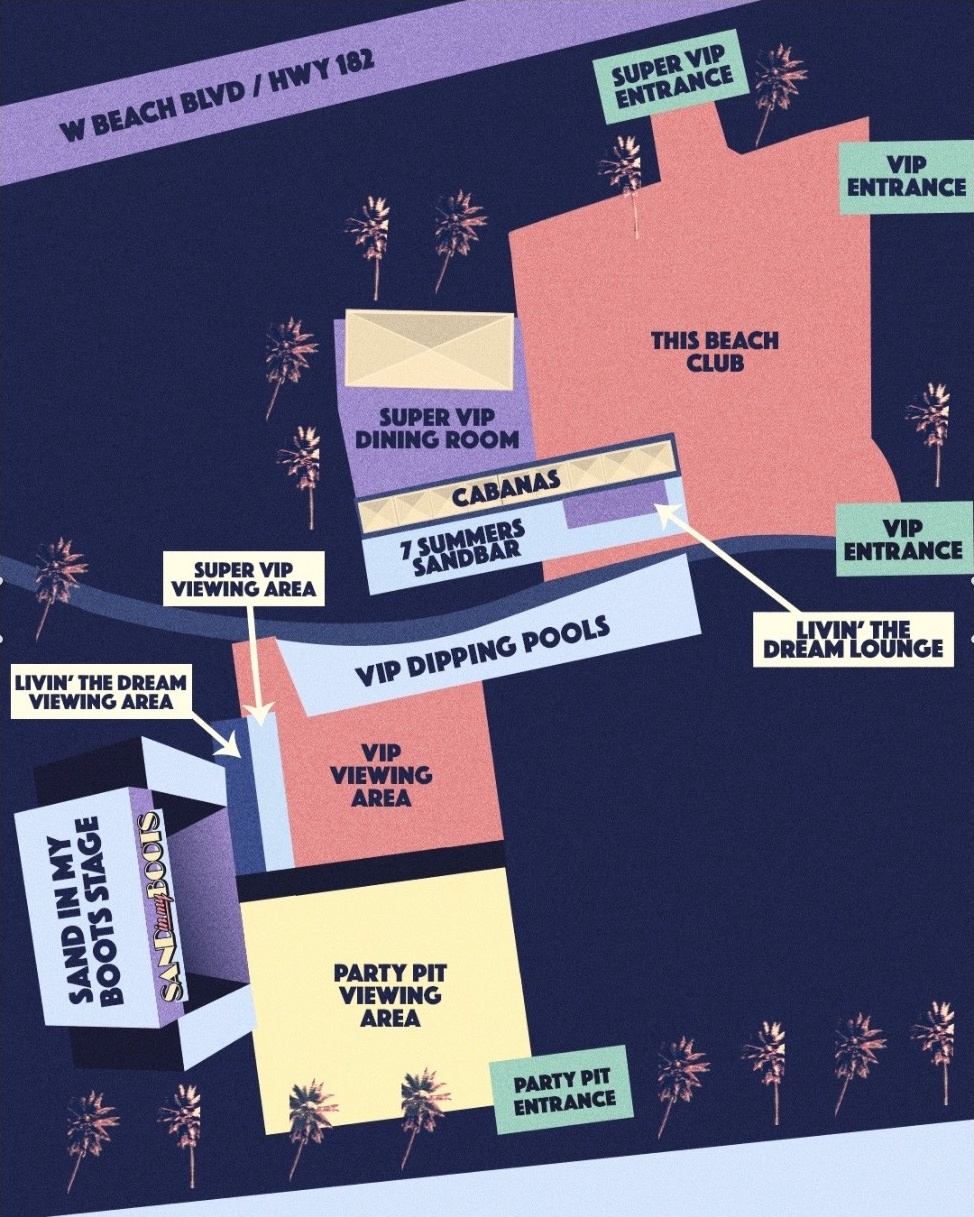 W BEACH BLVD / HWY 182
SUPER VIP
ENTRANCE
VIP
ENTRANCE
THIS BEACH
CLUB
SUPER VIP
DINING ROOM
CABANAS
7 SUMMERS
SANDBAR
VIP
ENTRANCE
SUPER VIP
VIEWING AREA
LIVIN' THE
DREAM LOUNGE
VIP DIPPING POOLS
LIVIN' THE DREAM
VIEWING AREA
VIP
VIEWING
AREA
SAND IN MY
BOOTS STAGE
SAND in my BOOTS
PARTY PIT
VIEWING
AREA
PARTY PIT
ENTRANCE